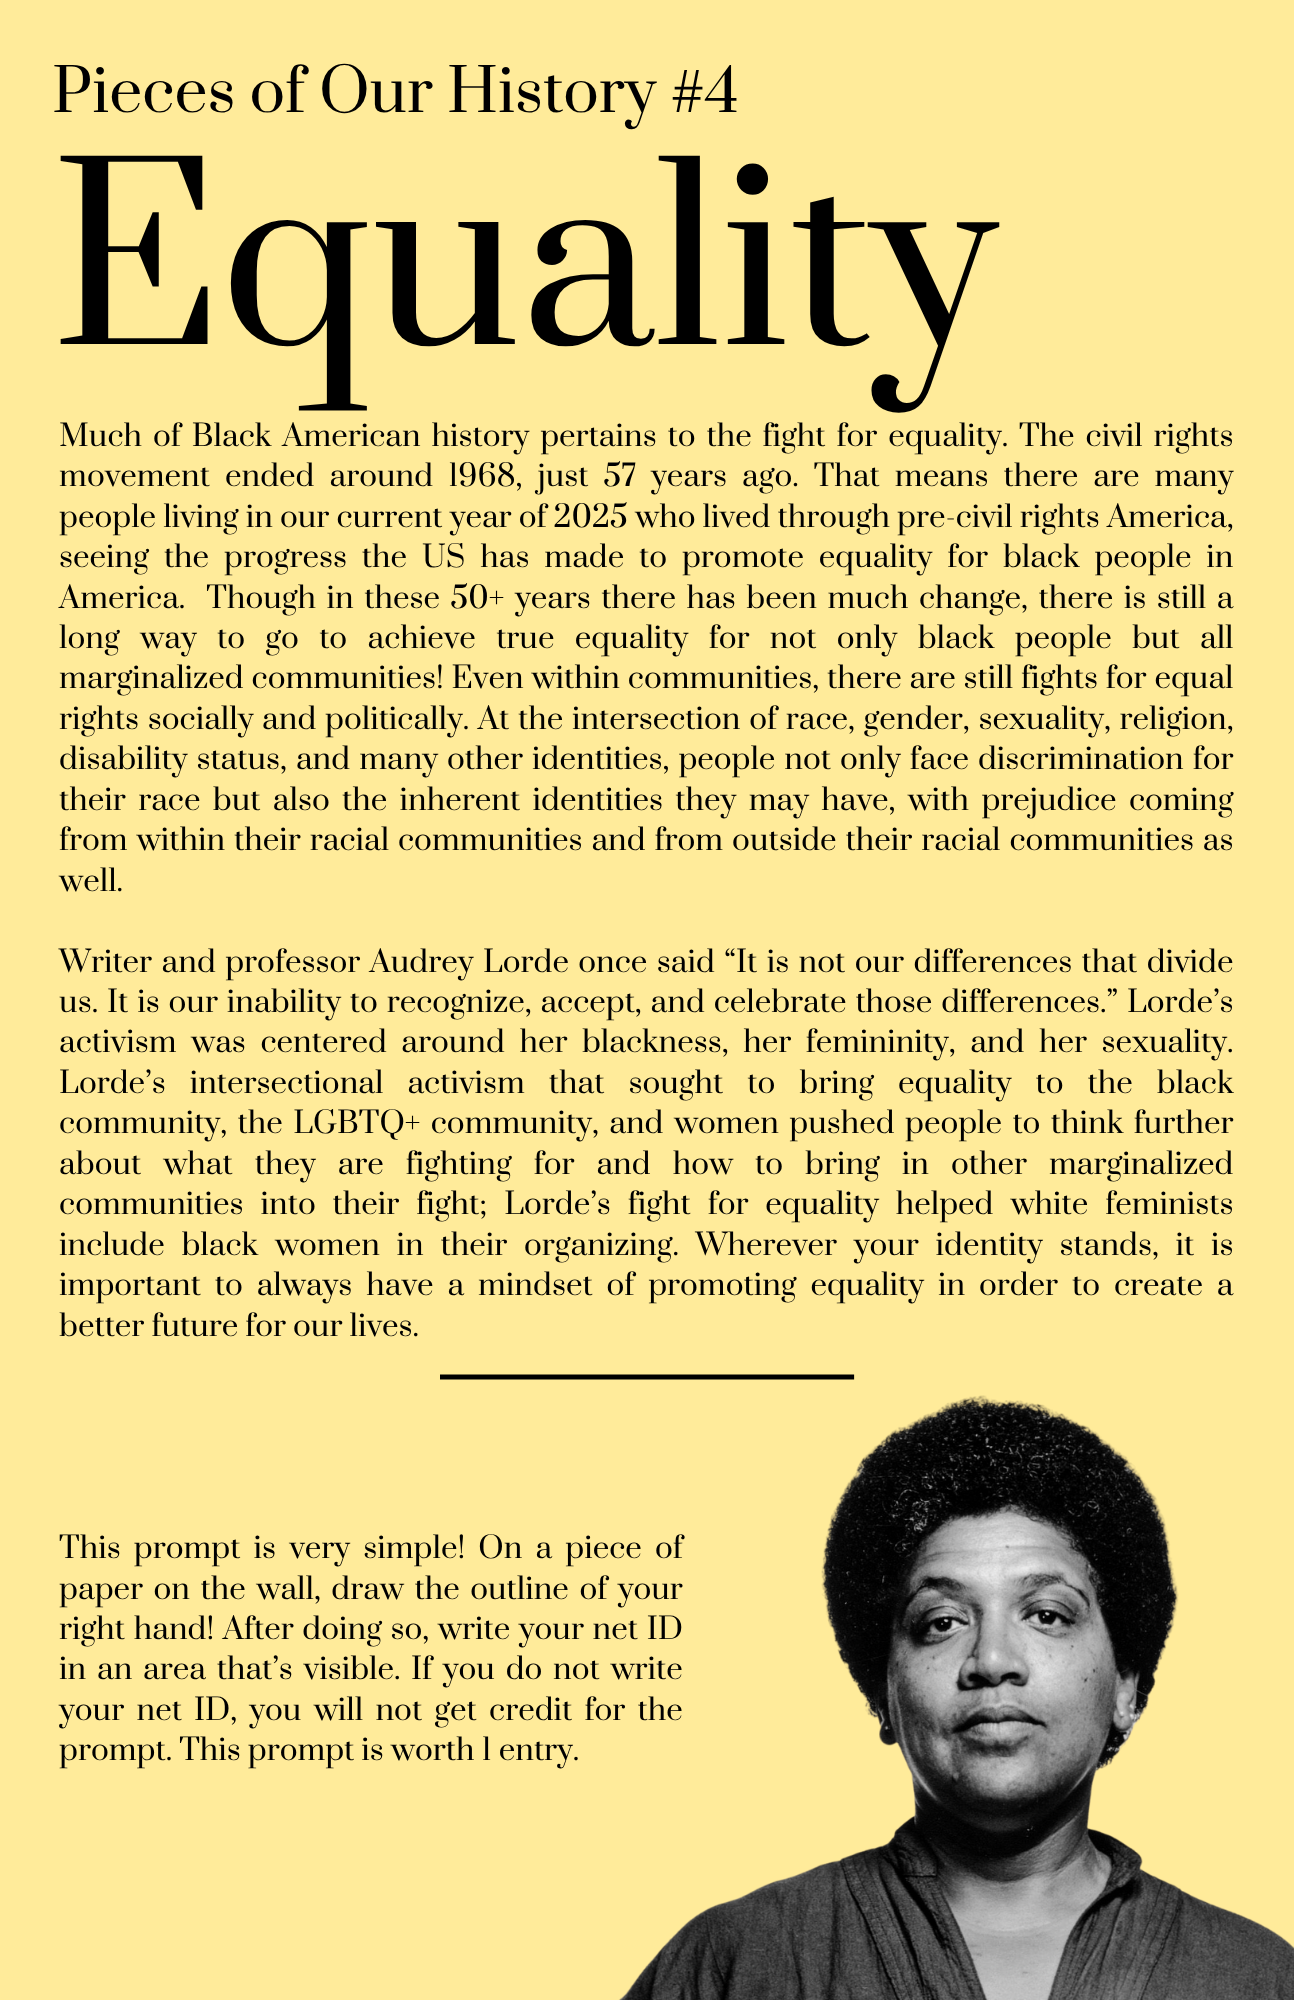 Pieces of Our History #4
Equality
Much of Black American history pertains to the fight for equality. The civil rights
movement ended around 1968, just 57 years ago. That means there are many
people living in our current year of 2025 who lived through pre-civil rights America,
seeing the progress the US has made to promote equality for black people in
America.  Though in these 50+ years there has been much change, there is still a
long way to go to achieve true equality for not only black people but all
marginalized communities! Even within communities, there are still fights for equal
rights socially and politically. At the intersection of race, gender, sexuality, religion,
disability status, and many other identities, people not only face discrimination for
their race but also the inherent identities they may have, with prejudice coming
from within their racial communities and from outside their racial communities as
well.
Writer and professor Audrey Lorde once said “It is not our differences that divide
us. It is our inability to recognize, accept, and celebrate those differences.” Lorde’s
activism was centered around her blackness, her femininity, and her sexuality.
Lorde’s intersectional activism that sought to bring equality to the black
community, the LGBTQ+ community, and women pushed people to think further
about what they are fighting for and how to bring in other marginalized
communities into their fight; Lorde’s fight for equality helped white feminists
include black women in their organizing. Wherever your identity stands, it is
important to always have a mindset of promoting equality in order to create a
better future for our lives.
This prompt is very simple! On a piece of
paper on the wall, draw the outline of your
right hand! After doing so, write your net ID
in an area that’s visible. If you do not write
your net ID, you will not get credit for the
prompt. This prompt is worth 1 entry.